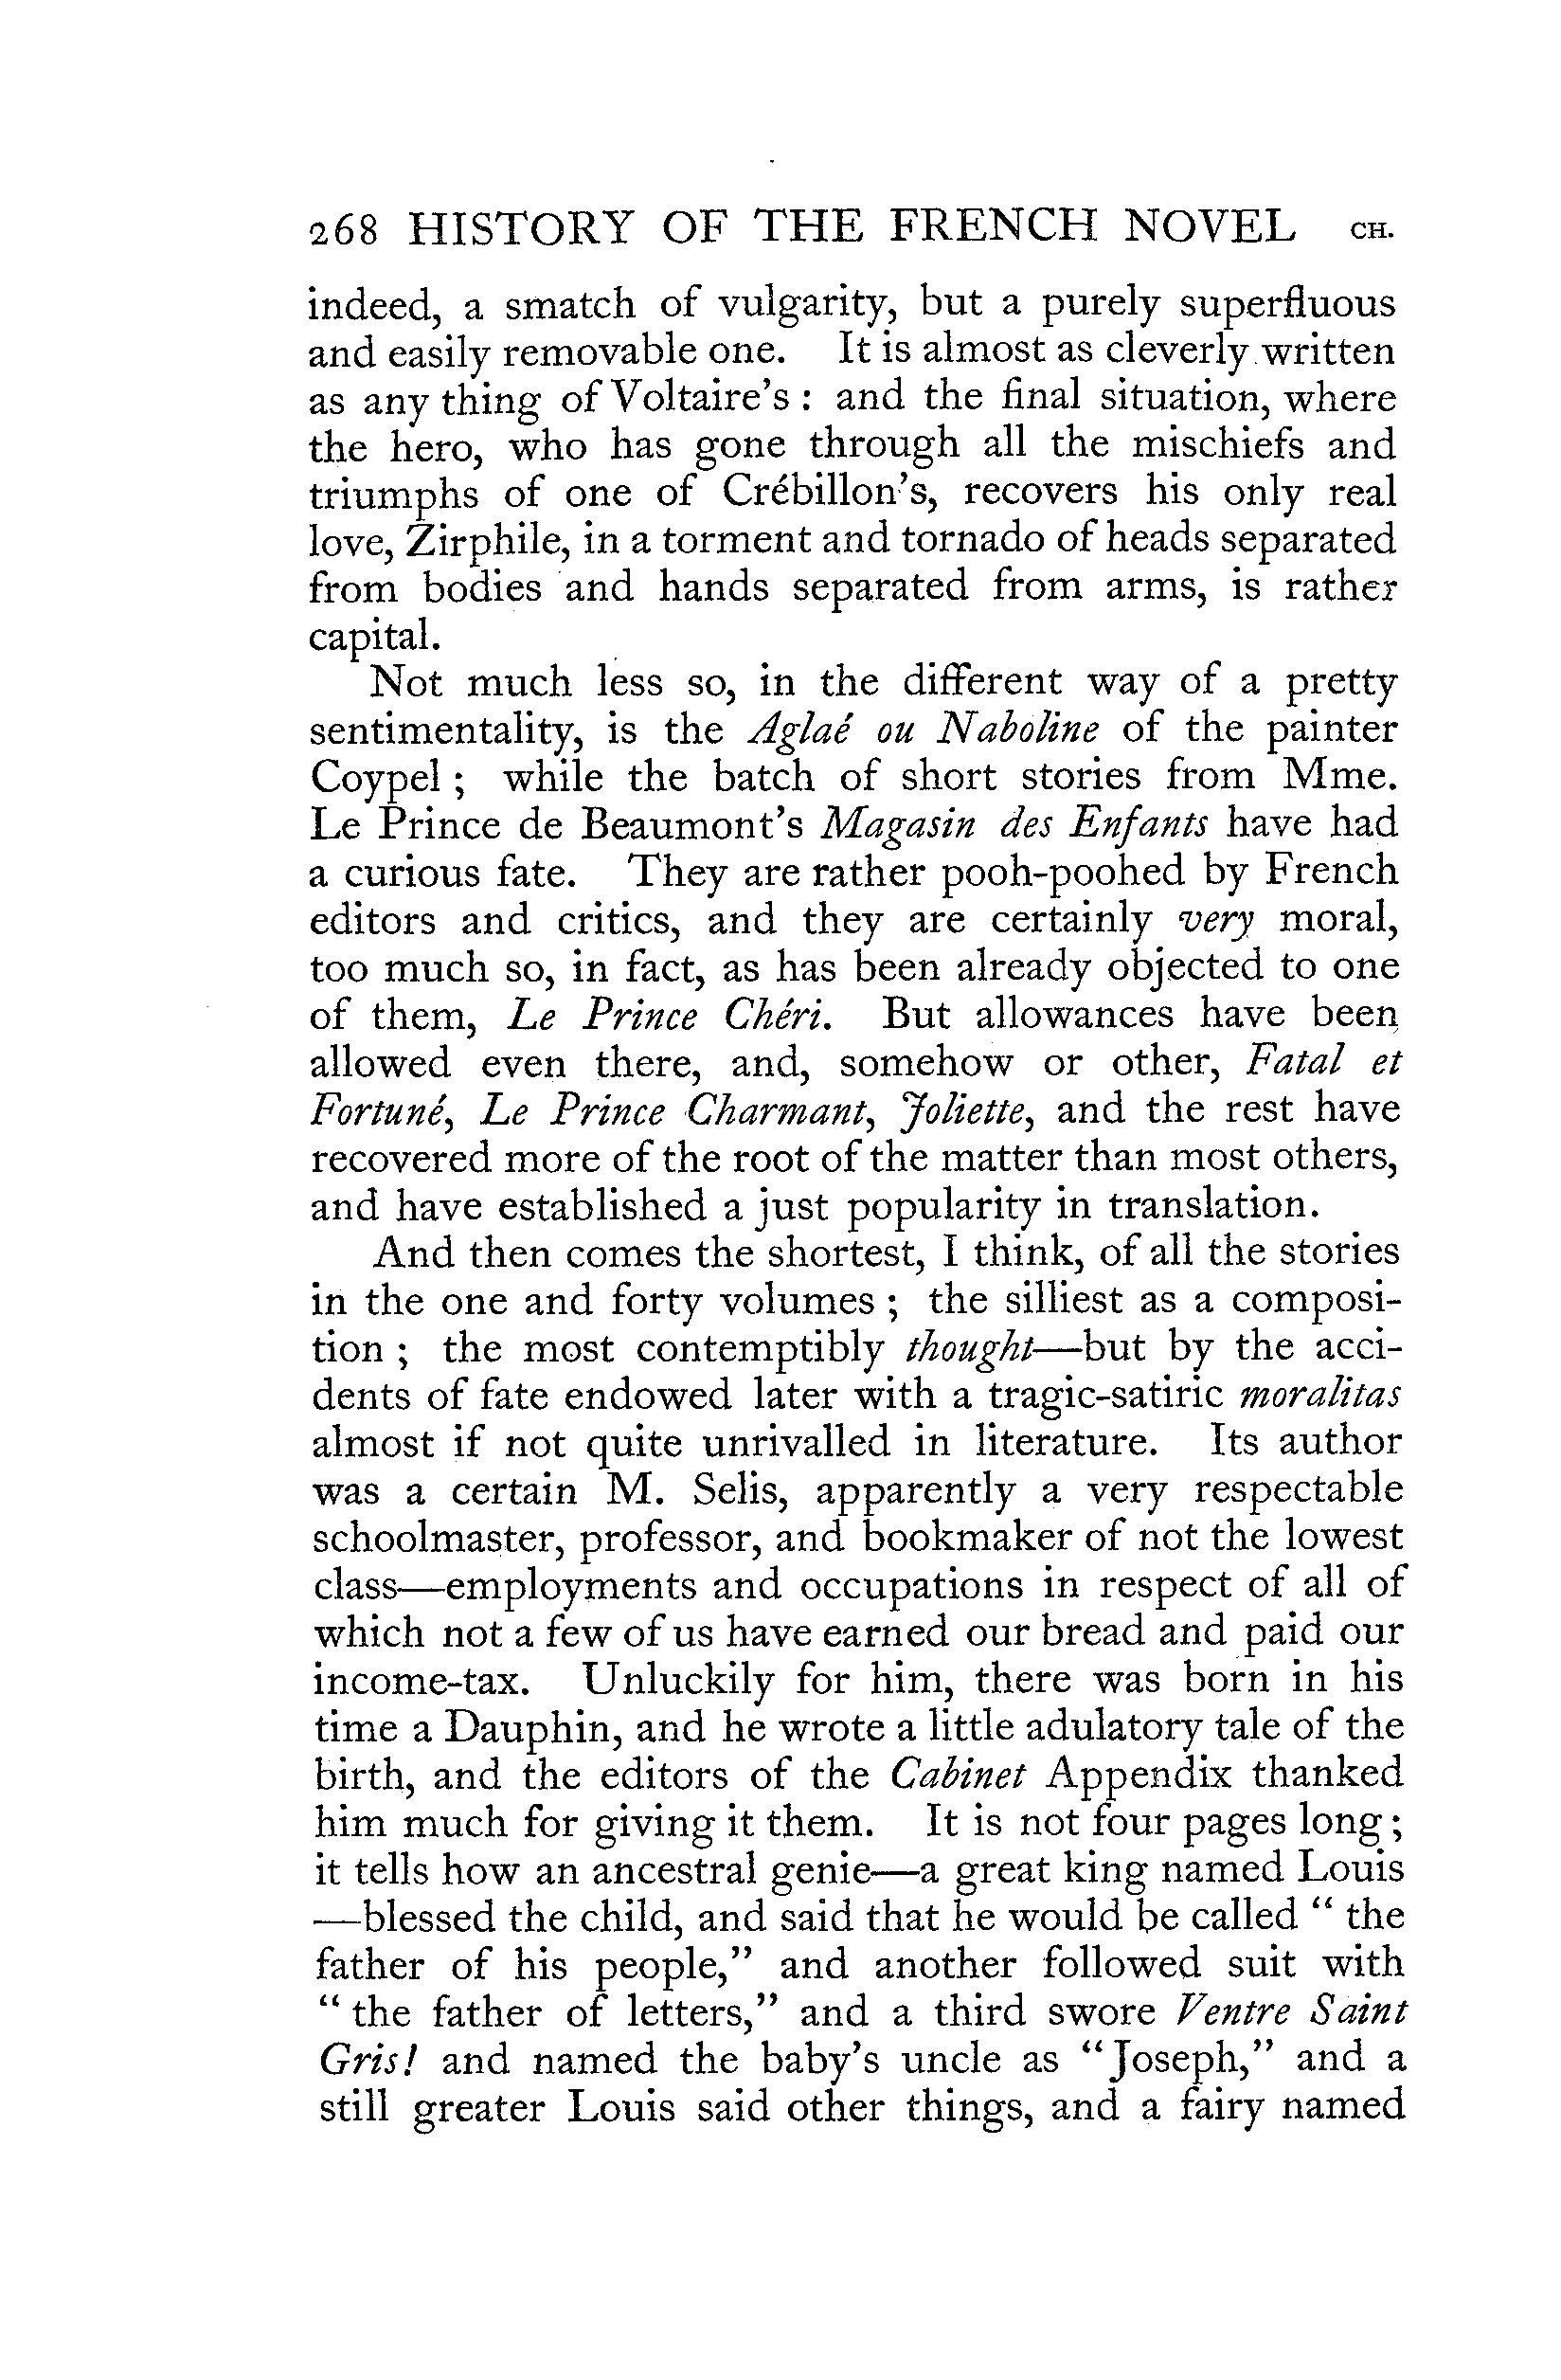 268 HISTORY OF THE FRENCH NOVEL CH.
indeed, a smatch of vulgarity, but a purely superfluous
and easily removable one. It is almost as cleverly written
as any thing of Voltaire's : and the final situation, where
the hero, who has gone through all the mischiefs and
triumphs of one of Crébillon's, recovers his only real
love, Zirphile, in a torment and tornado of heads separated
from bodies and hands separated from arms, is rather
capital.
Not much less so, in the different way of a pretty
sentimentality, is the Aglaé ou Naboline of the painter
Coypel ; while the batch of short stories from Mme.
Le Prince de Beaumont's Magasin des Enfants have had
a curious fate. They are rather pooh-poohed by French
editors and critics, and they are certainly very moral,
too much so, in fact, as has been already objected to one
of them, Le Prince Chéri. But allowances have been
allowed even there, and, somehow or other, Fatal et
Fortuné, Le Prince Charmant, Joliette, and the rest have
recovered more of the root of the matter than most others,
and have established a just popularity in translation.
And then comes the shortest, I think, of all the stories
in the one and forty volumes ; the silliest as a composi-
tion ; the most contemptibly thought—but by the acci-
dents of fate endowed later with a tragic-satiric moralitas
almost if not quite unrivalled in literature. Its author
was a certain M. Selis, apparently a very respectable
schoolmaster, professor, and bookmaker of not the lowest
class—employments and occupations in respect of all of
which not a few of us have earned our bread and paid our
income-tax. Unluckily for him, there was born in his
time a Dauphin, and he wrote a little adulatory tale of the
birth, and the editors of the Cabinet Appendix thanked
him much for giving it them. It is not four pages long ;
it tells how an ancestral genie—a great king named Louis
—blessed the child, and said that he would be called “ the
father of his people,” and another followed suit with
“ the father of letters,” and a third swore Ventre Saint
Gris! and named the baby's uncle as “Joseph,” and a
still greater Louis said other things, and a fairy named